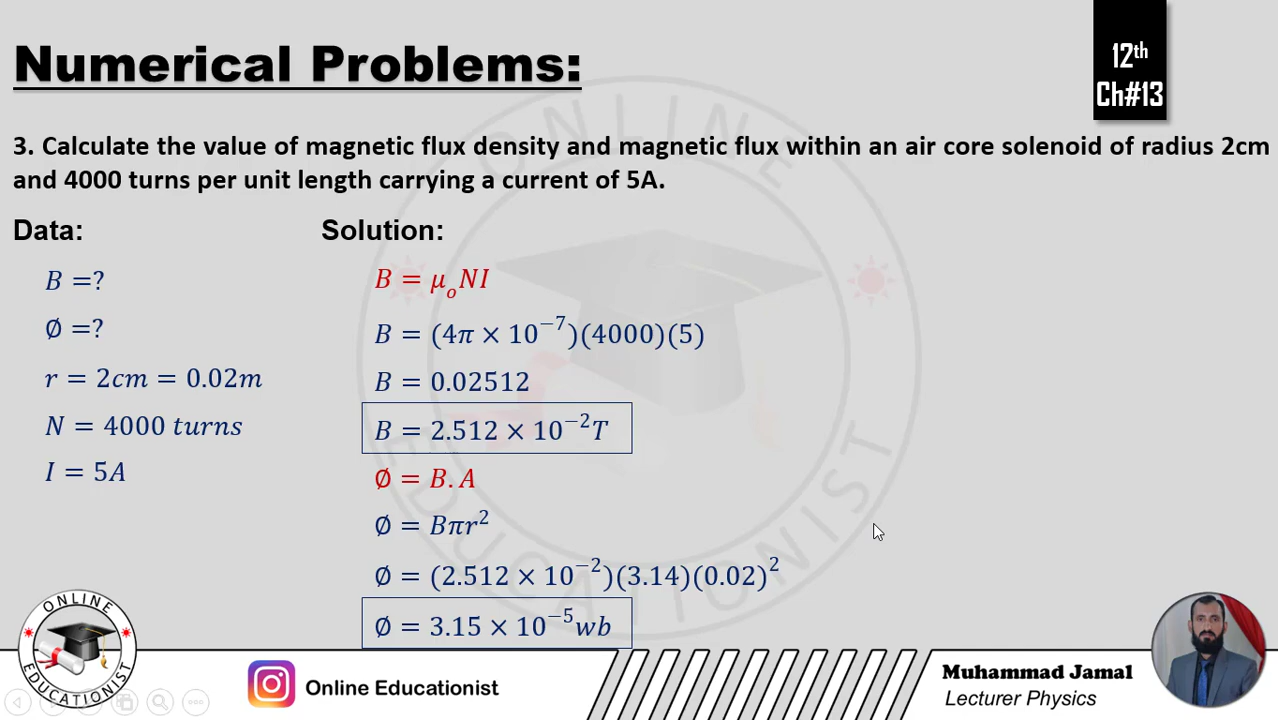 Numerical Problems:
12th
Ch#13
3. Calculate the value of magnetic flux density and magnetic flux within an air core solenoid of radius 2cm
and 4000 turns per unit length carrying a current of 5A.
Data:
B =?
∅ =?
r = 2cm = 0.02m
N = 4000 turns
I = 5A
Solution:
B = μₒNI
B = (4π × 10⁻⁷)(4000)(5)
B = 0.02512
B = 2.512 × 10⁻²T
∅ = B. A
∅ = Bπr²
∅ = (2.512 × 10⁻²)(3.14)(0.02)²
∅ = 3.15 × 10⁻⁵wb
ONLINE
EDUCATIONIST
ONLINE
EDUCATIONIST
Online Educationist
Muhammad Jamal
Lecturer Physics